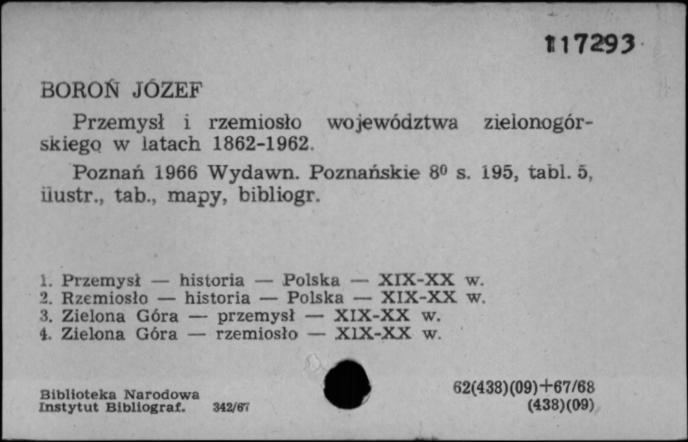 117293
BOROŃ JÓZEF
Przemysł i rzemiosło województwa zielonogór-
skiego w latach 1862-1962.
Poznań 1966 Wydawn. Poznańskie 8⁰ s. 195, tabl. 5,
ilustr., tab., mapy, bibliogr.
1. Przemysł — historia — Polska — XIX-XX w.
2. Rzemiosło — historia — Polska — XIX-XX w.
3. Zielona Góra — przemysł — XIX-XX w.
4. Zielona Góra — rzemiosło — XIX-XX w.
Biblioteka Narodowa
Instytut Bibliograf. 342/67
62(438)(09)+67/68
(438)(09)